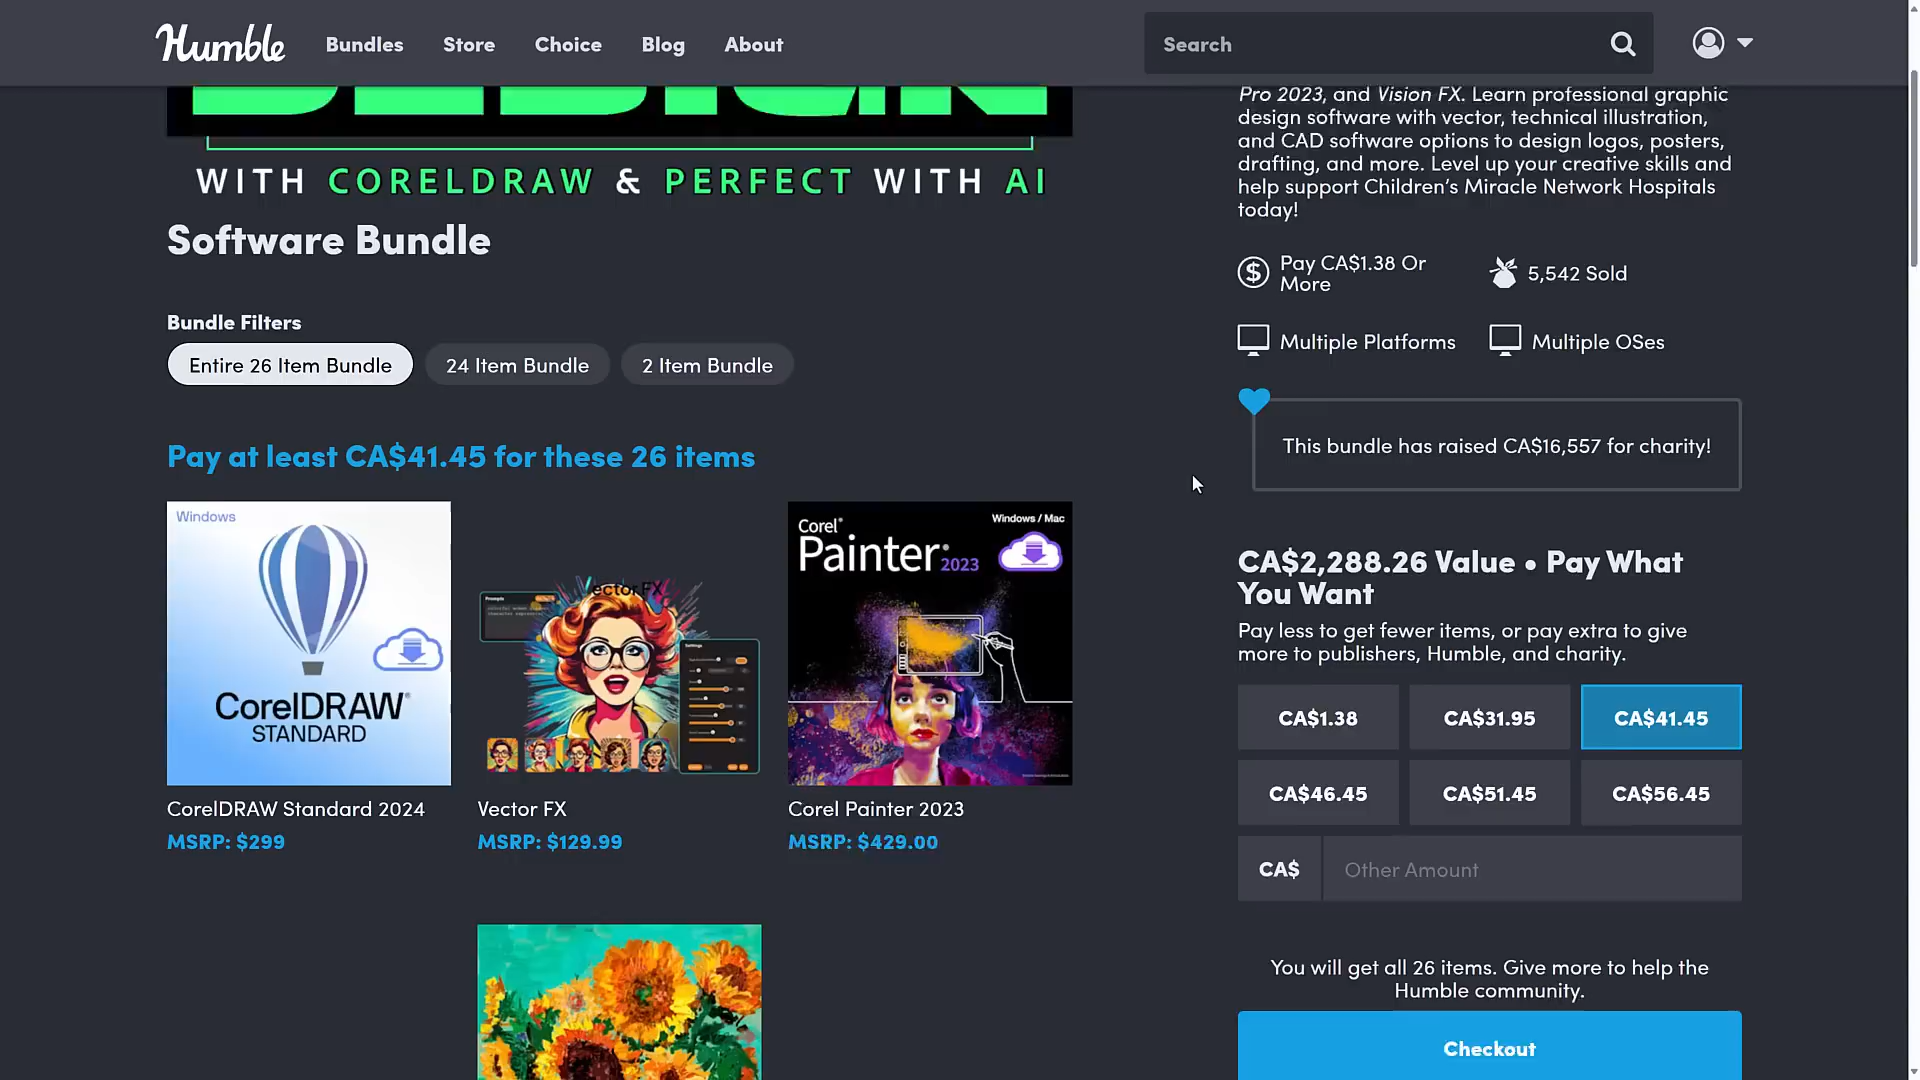 Humble
Bundles
Store
Choice
Blog
About
Search
DESIGN
WITH CORELDRAW & PERFECT WITH AI
Software Bundle
Bundle Filters
Entire 26 Item Bundle
24 Item Bundle
2 Item Bundle
Pay at least CA$41.45 for these 26 items
Windows
CorelDRAW®
STANDARD
CorelDRAW Standard 2024
MSRP: $299
Vector FX
Prompts
Settings
Vector FX
MSRP: $129.99
Windows / Mac
Corel®
Painter® 2023
Corel Painter 2023
MSRP: $429.00
Pro 2023, and Vision FX. Learn professional graphic
design software with vector, technical illustration,
and CAD software options to design logos, posters,
drafting, and more. Level up your creative skills and
help support Children’s Miracle Network Hospitals
today!
Pay CA$1.38 Or
More
5,542 Sold
Multiple Platforms
Multiple OSes
This bundle has raised CA$16,557 for charity!
CA$2,288.26 Value • Pay What
You Want
Pay less to get fewer items, or pay extra to give
more to publishers, Humble, and charity.
CA$1.38
CA$31.95
CA$41.45
CA$46.45
CA$51.45
CA$56.45
CA$
Other Amount
You will get all 26 items. Give more to help the
Humble community.
Checkout